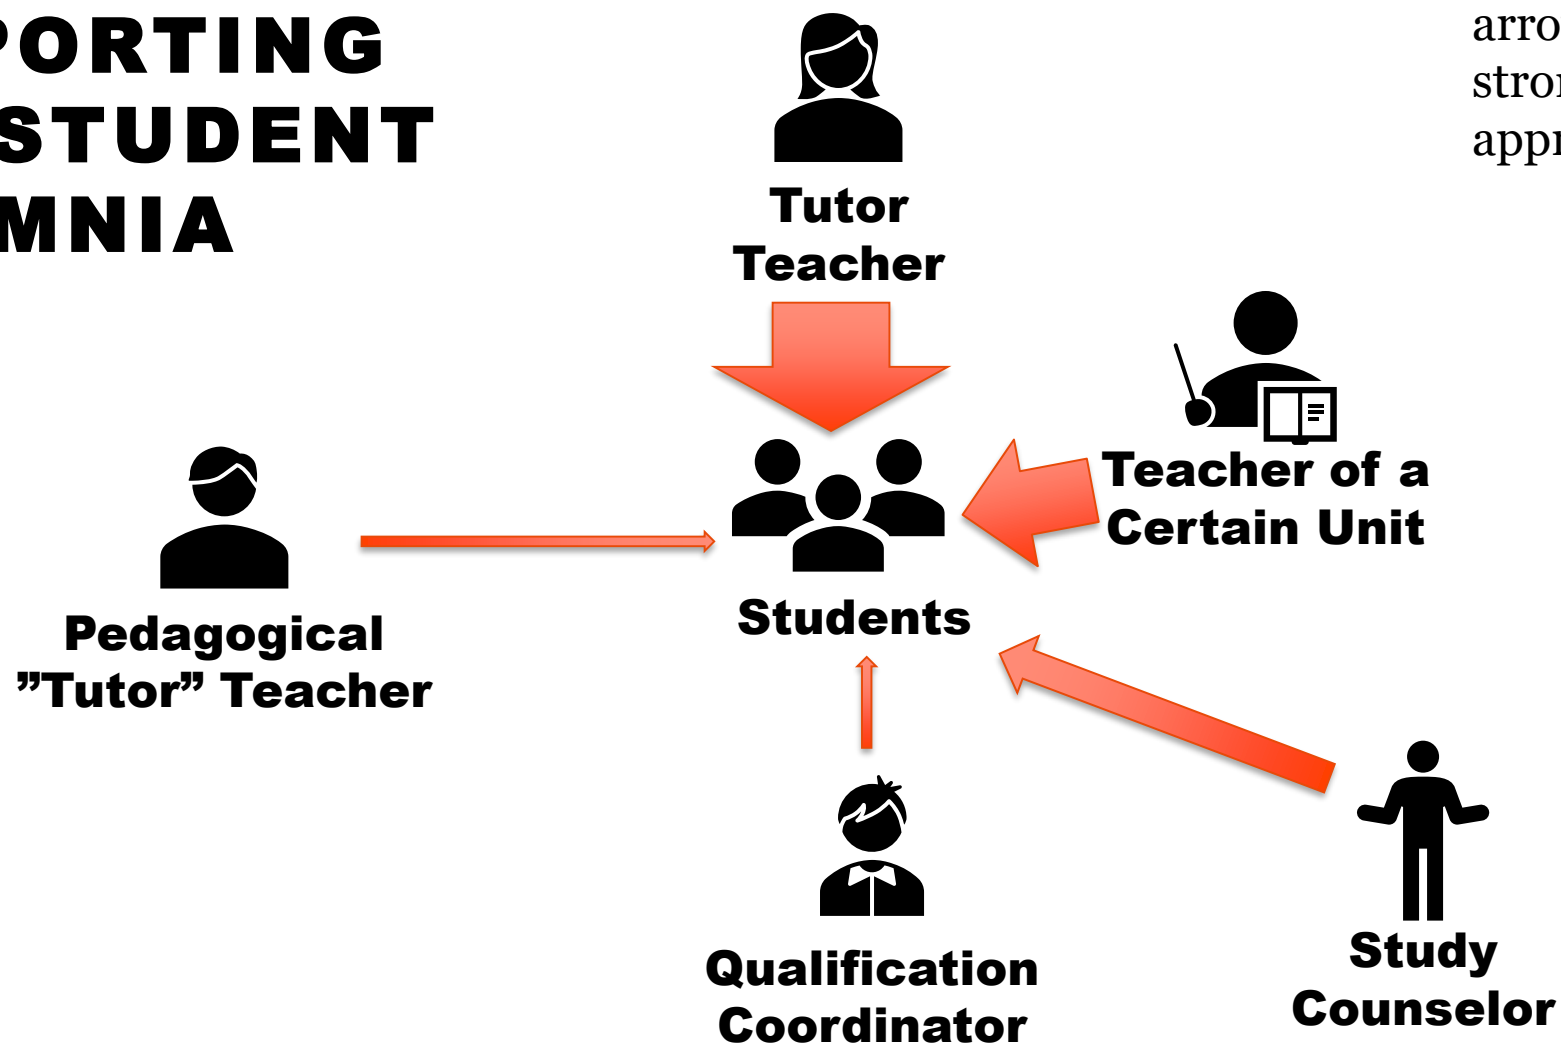 PORTING
STUDENT
MNIA
arro
stron
appr
Tutor
Teacher
Teacher of a
Certain Unit
Pedagogical
”Tutor” Teacher
Students
Qualification
Coordinator
Study
Counselor